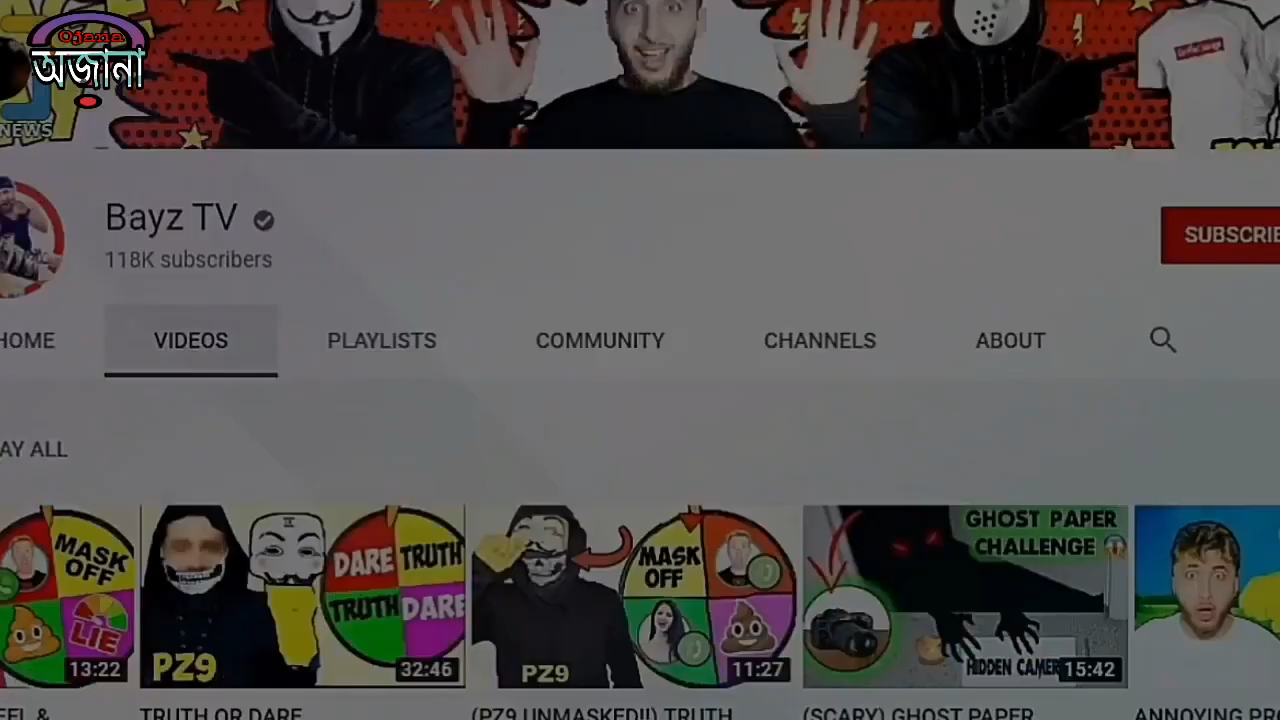 Ojana
অজানা
NEWS
Bayz TV
118K subscribers
SUBSCRIBE
HOME
VIDEOS
PLAYLISTS
COMMUNITY
CHANNELS
ABOUT
AY ALL
MASK OFF
LIE
13:22
DARE TRUTH
TRUTH DARE
PZ9
32:46
MASK OFF
PZ9
11:27
GHOST PAPER
CHALLENGE
HIDDEN CAMER
15:42
FEEL &
TRUTH OR DARE
(PZ9 UNMASKED!!) TRUTH
(SCARY) GHOST PAPER
ANNOYING PR